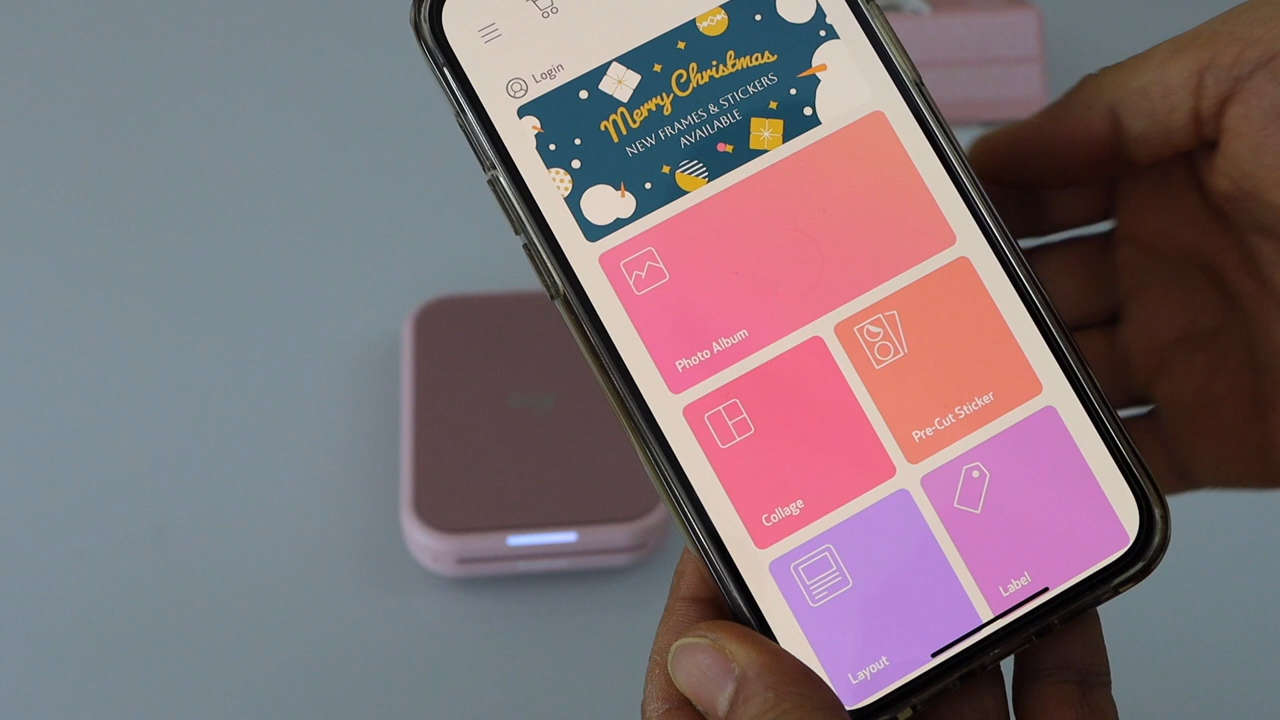 Login
Merry Christmas
NEW FRAMES & STICKERS
AVAILABLE
Photo Album
Collage
Pre-Cut Sticker
Layout
Label